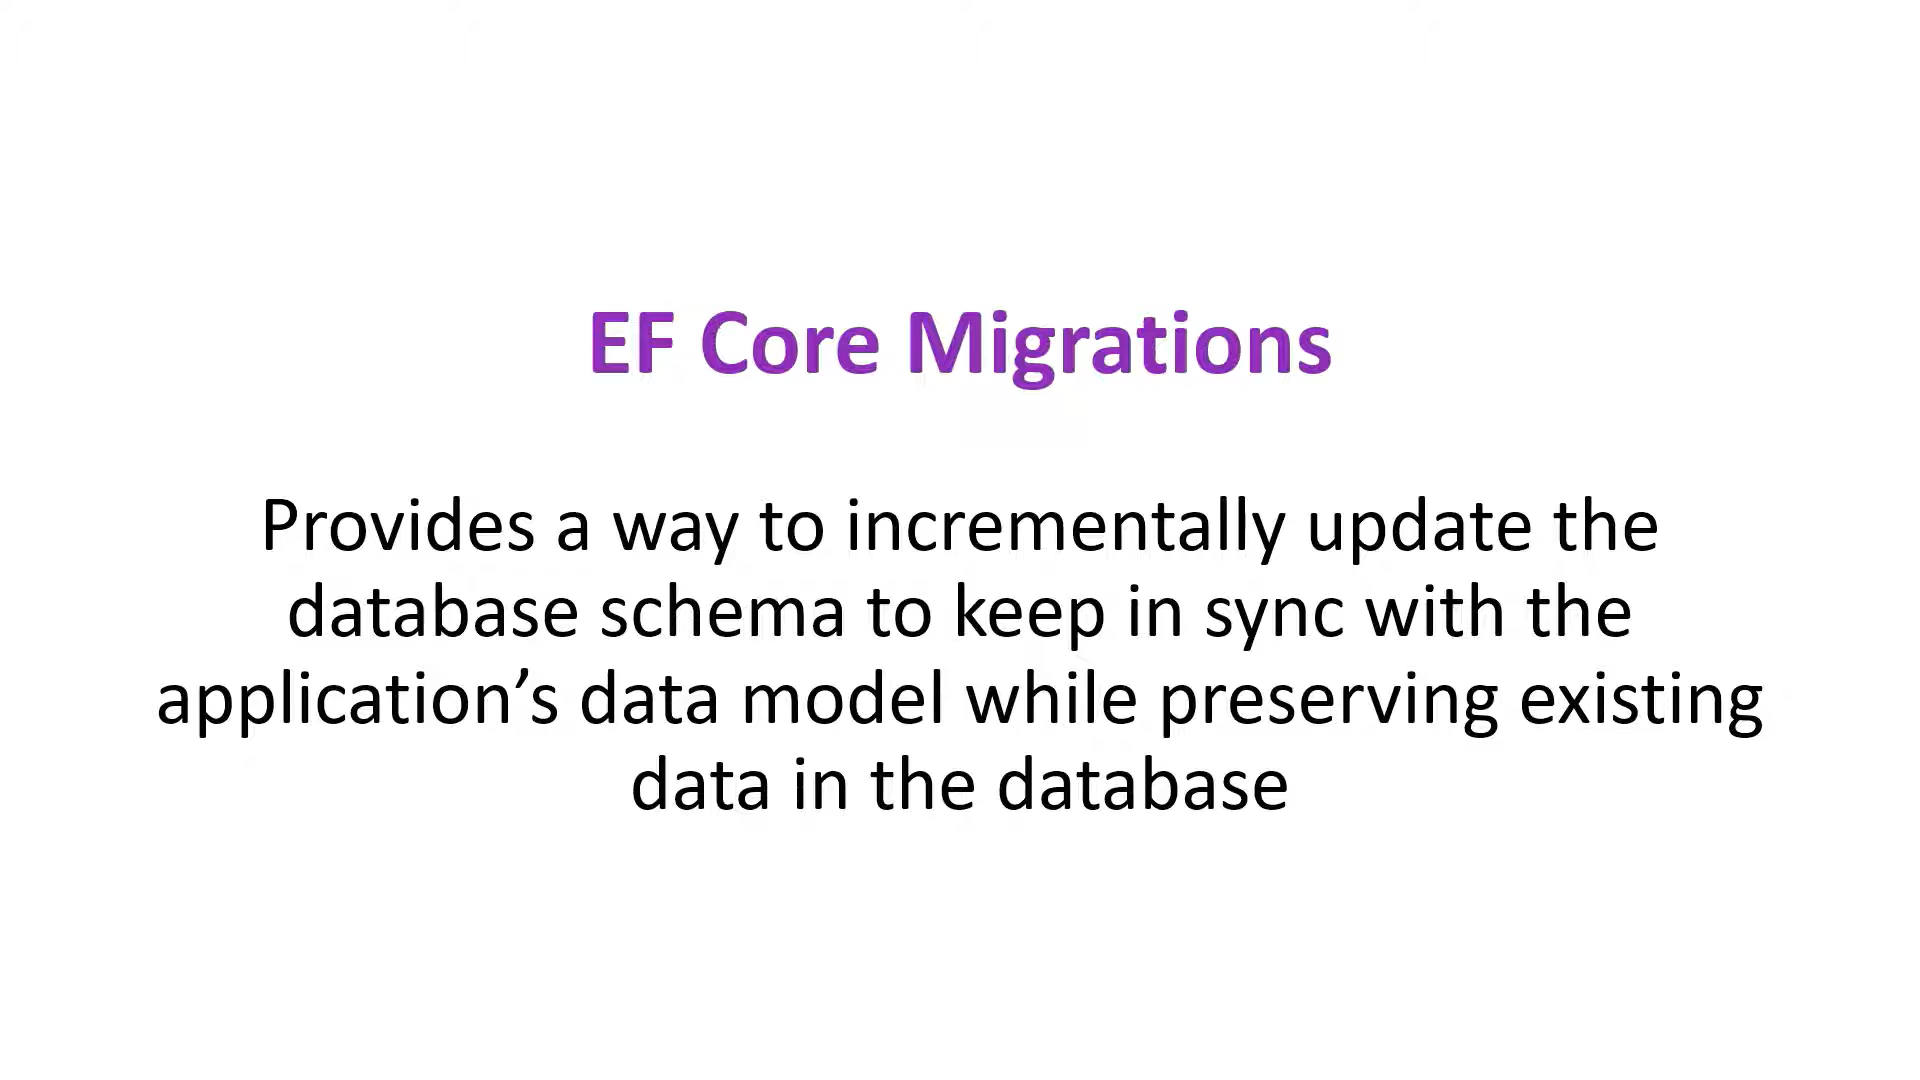 EF Core Migrations
Provides a way to incrementally update the
database schema to keep in sync with the
application’s data model while preserving existing
data in the database